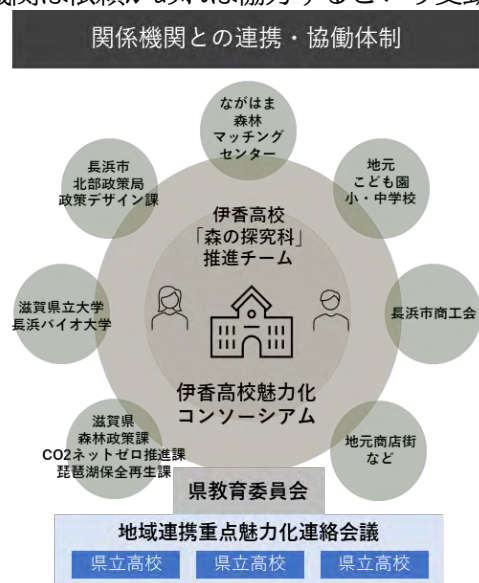 関係機関との連携・協働体制
ながはま
森林
マッチング
センター
長浜市
北部政策局
政策デザイン課
地元
こども園
小・中学校
伊香高校
「森の探究科」
推進チーム
滋賀県立大学
長浜バイオ大学
長浜市商工会
伊香高校魅力化
コンソーシアム
滋賀県
森林政策課
CO2ネットゼロ推進課
琵琶湖保全再生課
地元商店街
など
県教育委員会
地域連携重点魅力化連絡会議
県立高校
県立高校
県立高校